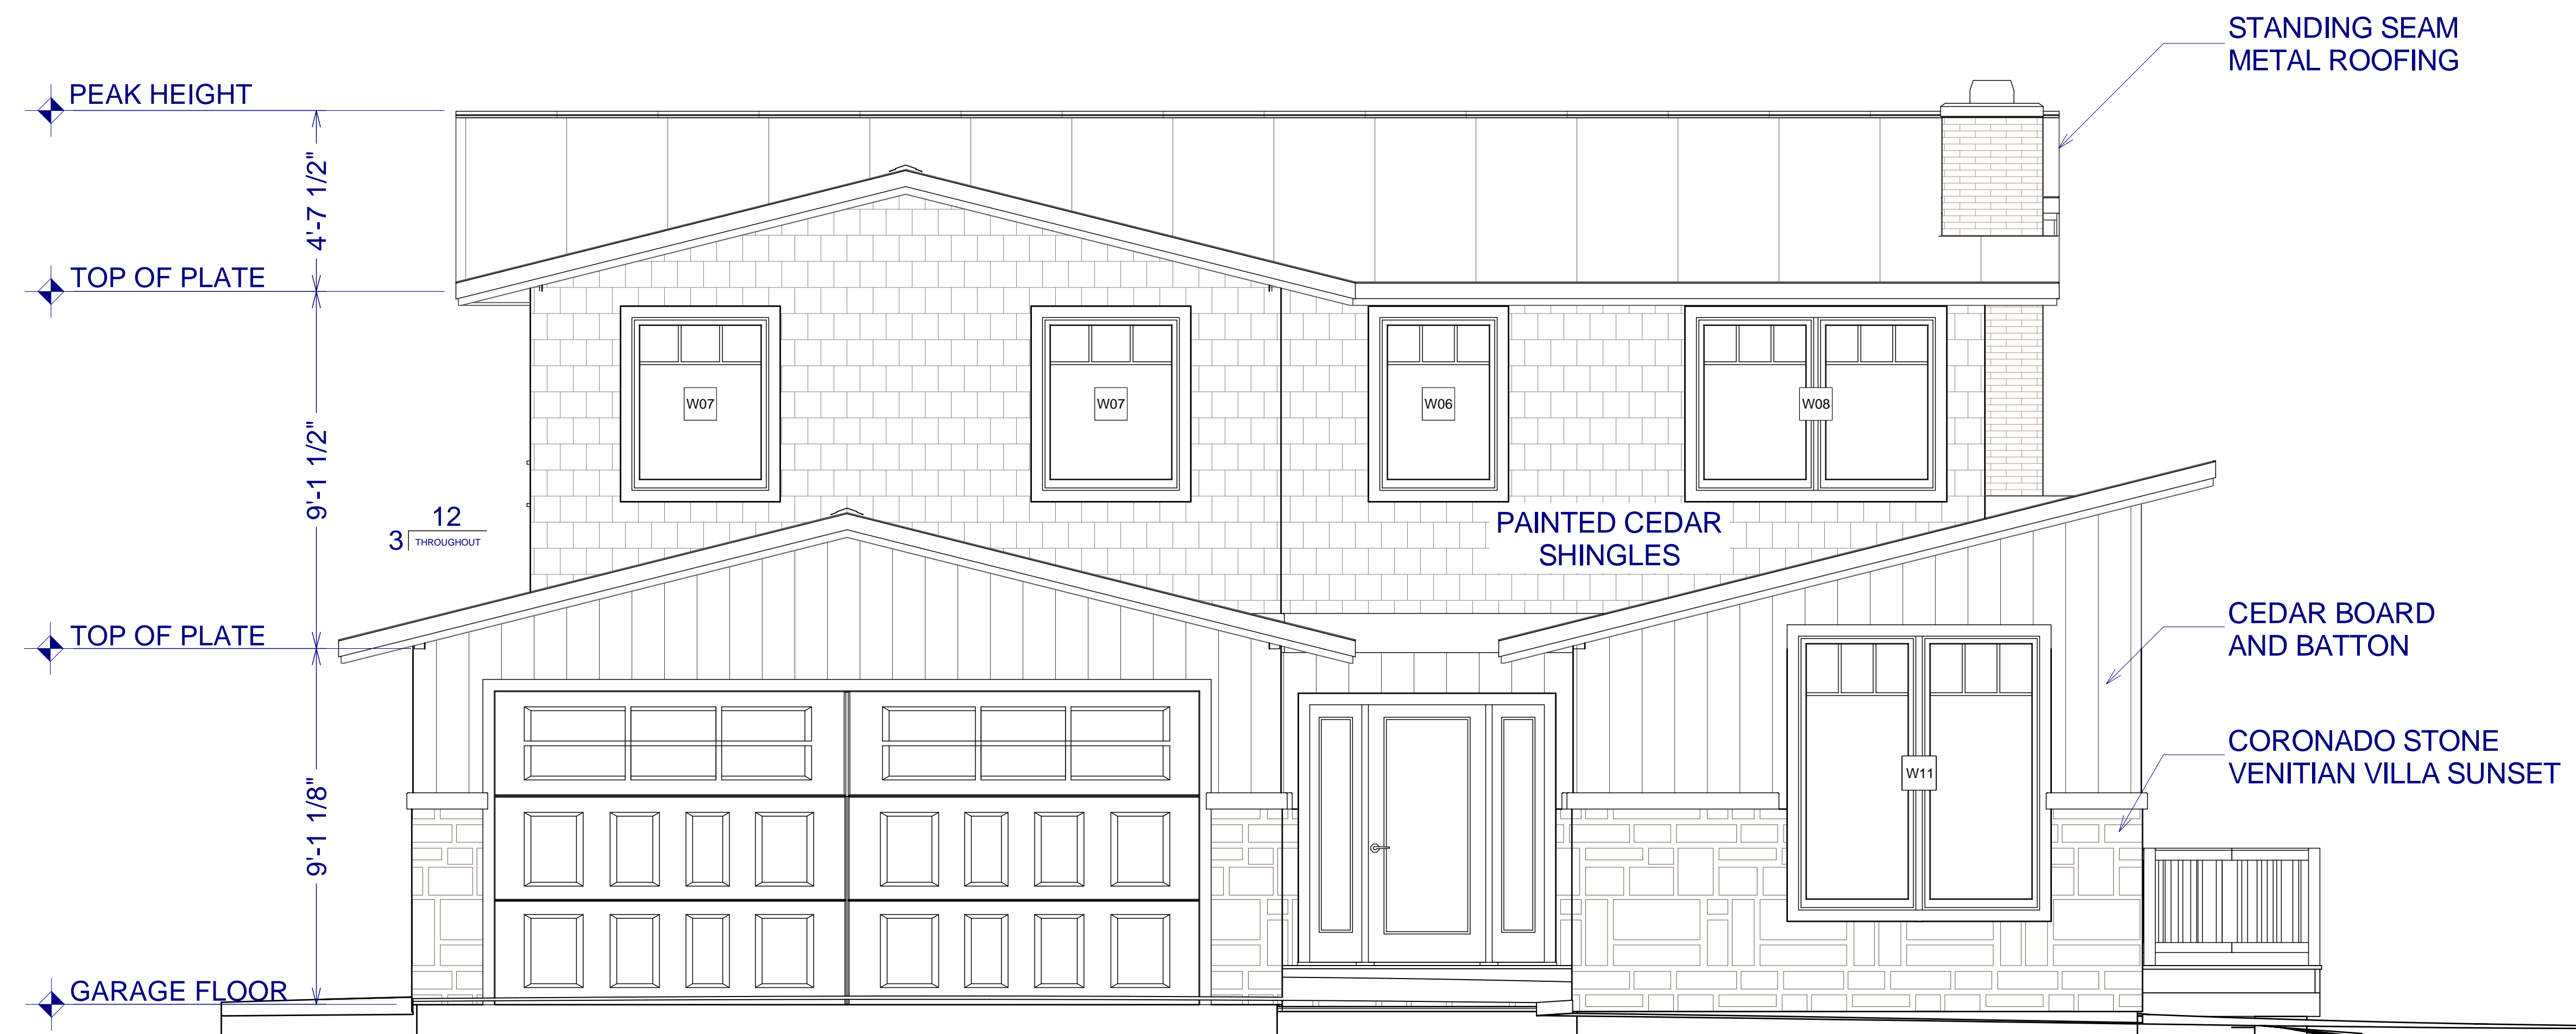 STANDING SEAM
METAL ROOFING
PEAK HEIGHT
4'-7 1/2"
TOP OF PLATE
W07
W07
W06
W08
9'-1 1/2"
12
3 THROUGHOUT
PAINTED CEDAR
SHINGLES
TOP OF PLATE
CEDAR BOARD
AND BATTON
CORONADO STONE
VENITIAN VILLA SUNSET
W11
9'-1 1/8"
GARAGE FLOOR